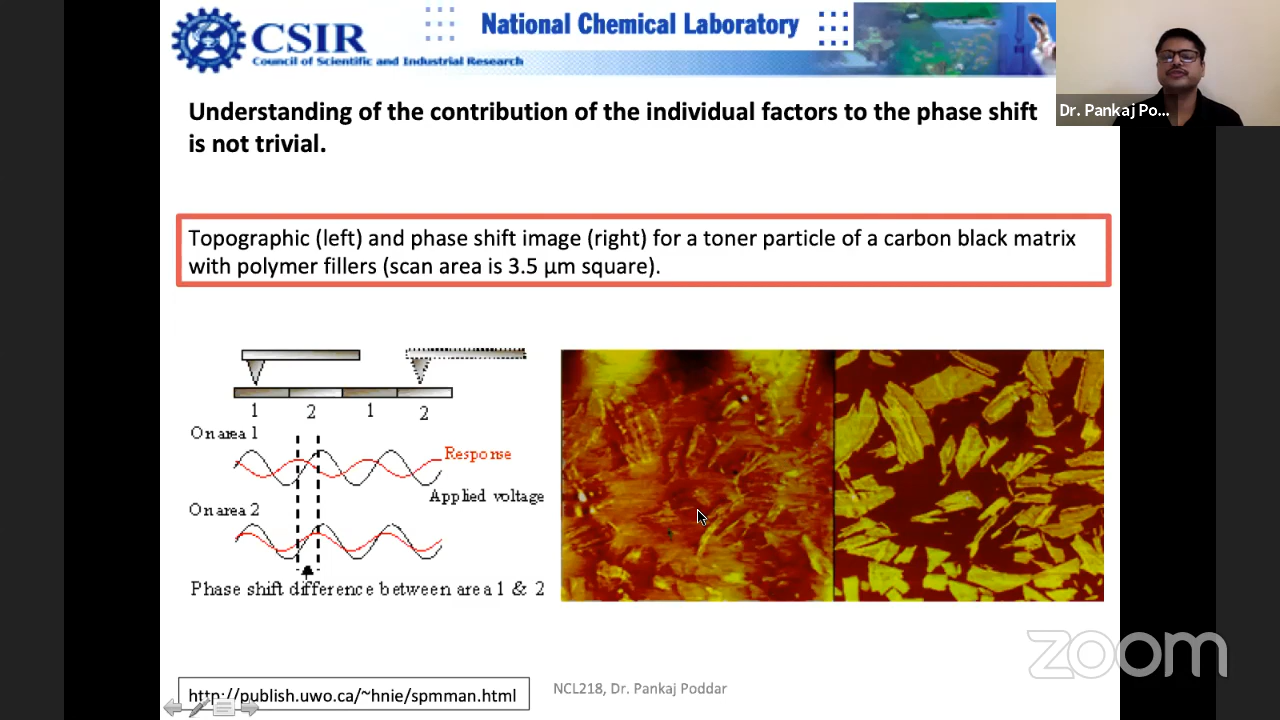 CSIR
Council of Scientific and Industrial Research
National Chemical Laboratory
Dr. Pankaj Po...
Understanding of the contribution of the individual factors to the phase shift
is not trivial.
Topographic (left) and phase shift image (right) for a toner particle of a carbon black matrix
with polymer fillers (scan area is 3.5 µm square).
1 2 1 2
On area 1
Response
Applied voltage
On area 2
Phase shift difference between area 1 & 2
zoom
http://publish.uwo.ca/~hnie/spmman.html
NCL218, Dr. Pankaj Poddar